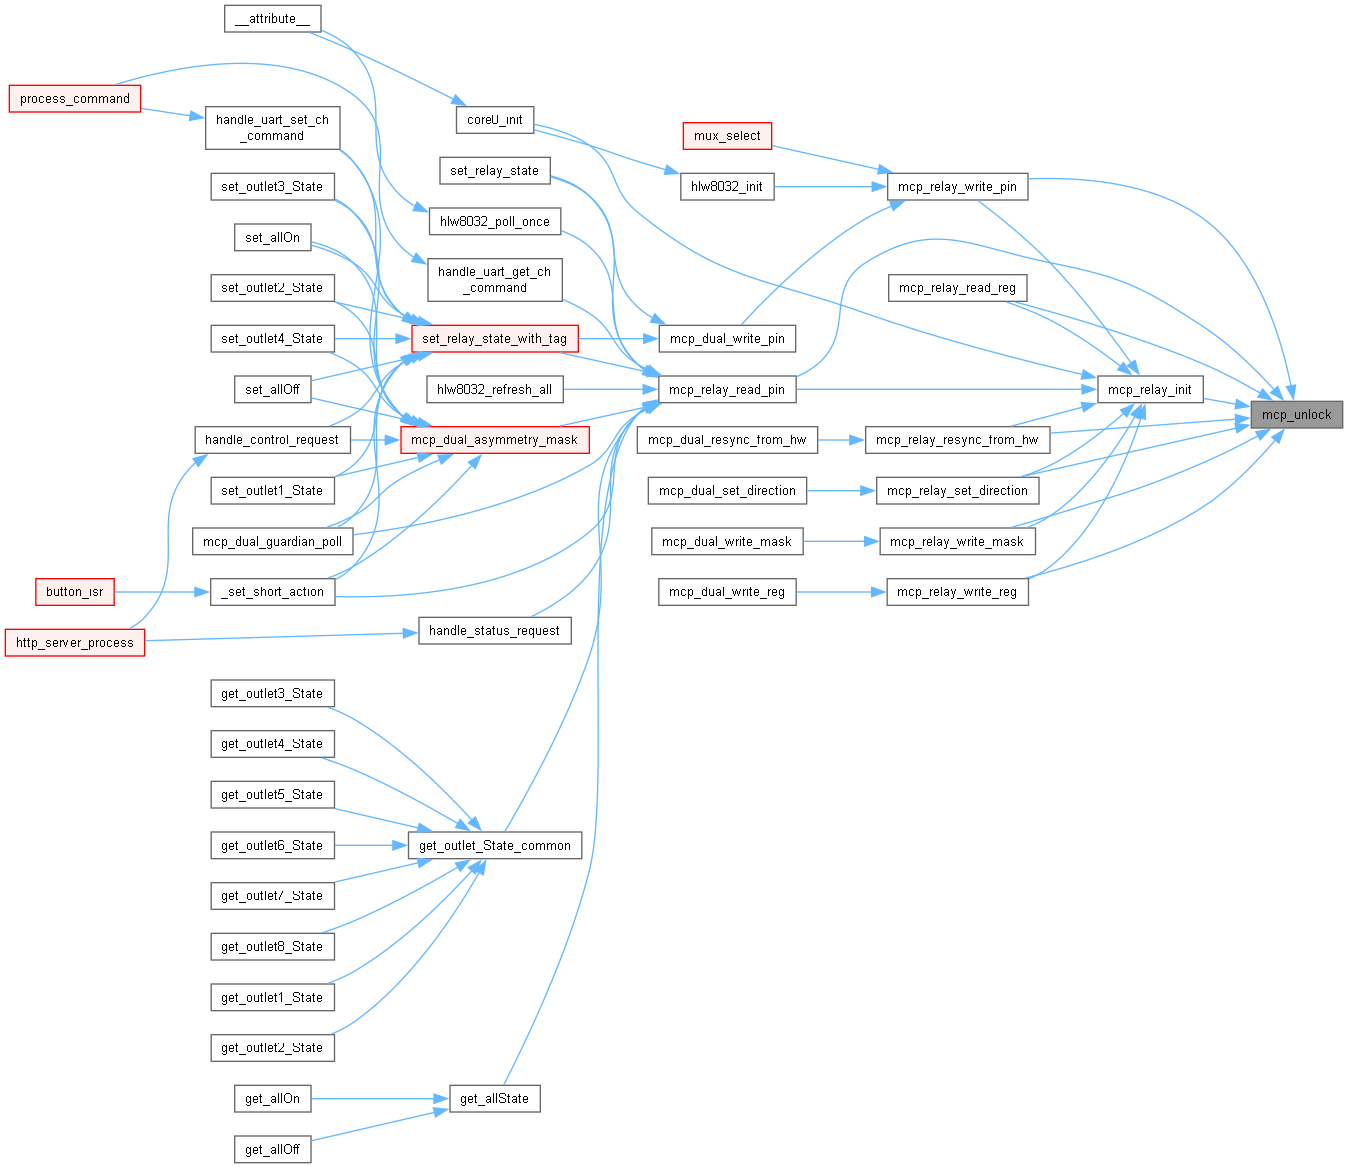 __attribute__
process_command
handle_uart_set_ch
_command
coreU_init
mux_select
set_relay_state
set_outlet3_State
hlw8032_init
mcp_relay_write_pin
hlw8032_poll_once
set_allOn
handle_uart_get_ch
_command
set_outlet2_State
mcp_relay_read_reg
set_outlet4_State
set_relay_state_with_tag
mcp_dual_write_pin
set_allOff
hlw8032_refresh_all
mcp_relay_read_pin
mcp_relay_init
mcp_unlock
handle_control_request
mcp_dual_asymmetry_mask
mcp_dual_resync_from_hw
mcp_relay_resync_from_hw
set_outlet1_State
mcp_dual_set_direction
mcp_relay_set_direction
mcp_dual_guardian_poll
mcp_dual_write_mask
mcp_relay_write_mask
button_isr
_set_short_action
mcp_dual_write_reg
mcp_relay_write_reg
http_server_process
handle_status_request
get_outlet3_State
get_outlet4_State
get_outlet5_State
get_outlet6_State
get_outlet_State_common
get_outlet7_State
get_outlet8_State
get_outlet1_State
get_outlet2_State
get_allOn
get_allState
get_allOff